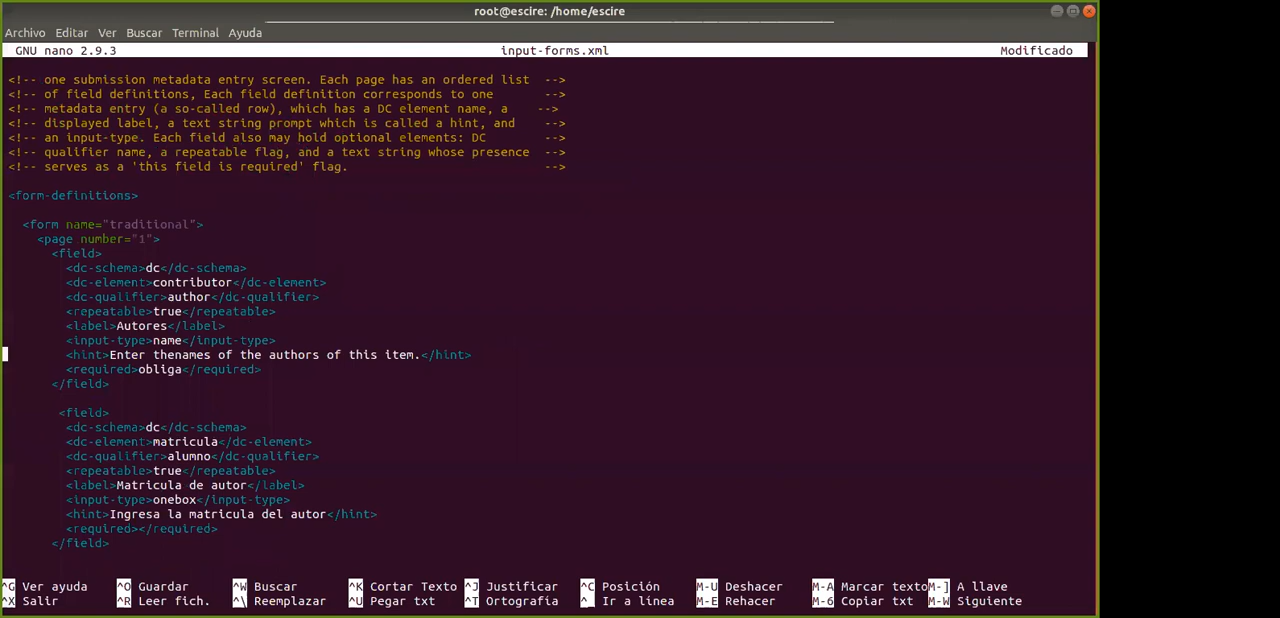 root@escire: /home/escire
Archivo Editar Ver Buscar Terminal Ayuda
GNU nano 2.9.3 input-forms.xml Modificado
<!-- one submission metadata entry screen. Each page has an ordered list -->
<!-- of field definitions, Each field definition corresponds to one -->
<!-- metadata entry (a so-called row), which has a DC element name, a -->
<!-- displayed label, a text string prompt which is called a hint, and -->
<!-- an input-type. Each field also may hold optional elements: DC -->
<!-- qualifier name, a repeatable flag, and a text string whose presence -->
<!-- serves as a 'this field is required' flag. -->
<form-definitions>
<form name="traditional">
<page number="1">
<field>
<dc-schema>dc</dc-schema>
<dc-element>contributor</dc-element>
<dc-qualifier>author</dc-qualifier>
<repeatable>true</repeatable>
<label>Autores</label>
<input-type>name</input-type>
<hint>Enter thenames of the authors of this item.</hint>
<required>obliga</required>
</field>
<field>
<dc-schema>dc</dc-schema>
<dc-element>matricula</dc-element>
<dc-qualifier>alumno</dc-qualifier>
<repeatable>true</repeatable>
<label>Matricula de autor</label>
<input-type>onebox</input-type>
<hint>Ingresa la matricula del autor</hint>
<required></required>
</field>
^G Ver ayuda ^O Guardar ^W Buscar ^K Cortar Texto ^J Justificar ^C Posición M-U Deshacer M-A Marcar texto M-] A llave
^X Salir ^R Leer fich. ^\ Reemplazar ^U Pegar txt ^T Ortografía ^_ Ir a línea M-E Rehacer M-6 Copiar txt M-W Siguiente